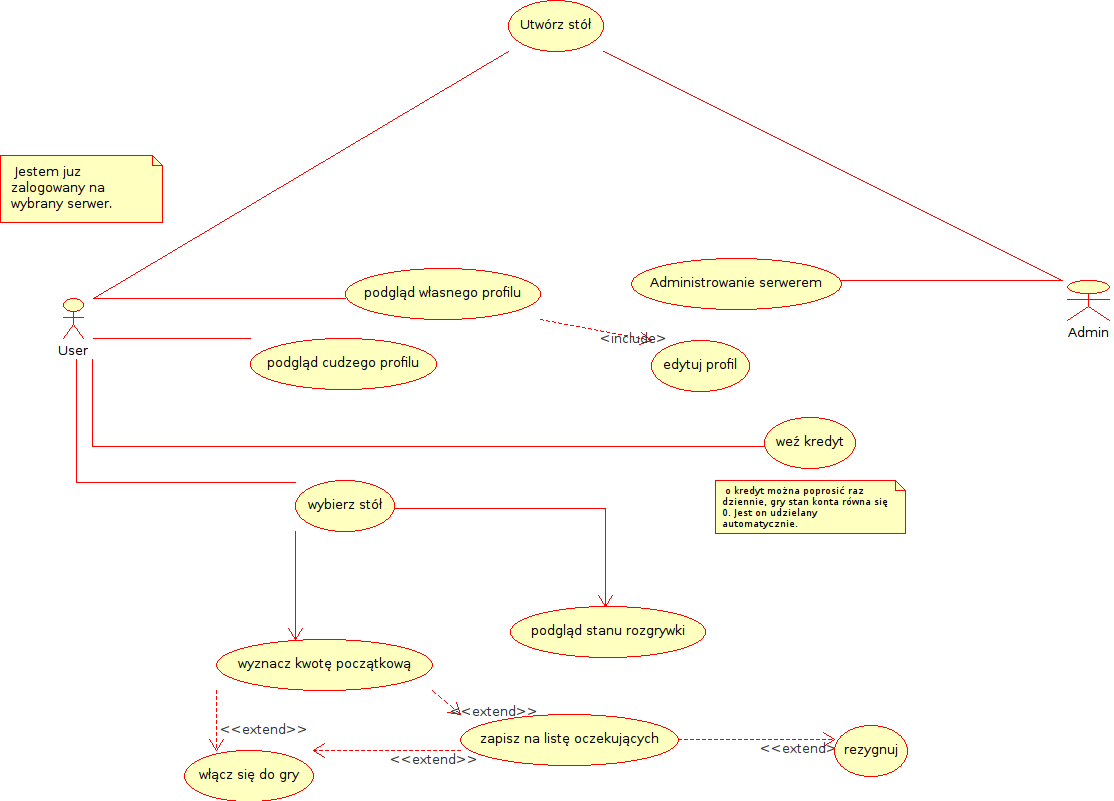 Utwórz stół
Jestem juz
zalogowany na
wybrany serwer.
podgląd własnego profilu
Administrowanie serwerem
<include>
User
Admin
podgląd cudzego profilu
edytuj profil
weź kredyt
o kredyt można poprosić raz
dziennie, gry stan konta równa się
0. Jest on udzielany
automatycznie.
wybierz stół
podgląd stanu rozgrywki
wyznacz kwotę początkową
<<extend>>
<<extend>>
zapisz na listę oczekujących
<<extend>
rezygnuj
<<extend>>
włącz się do gry